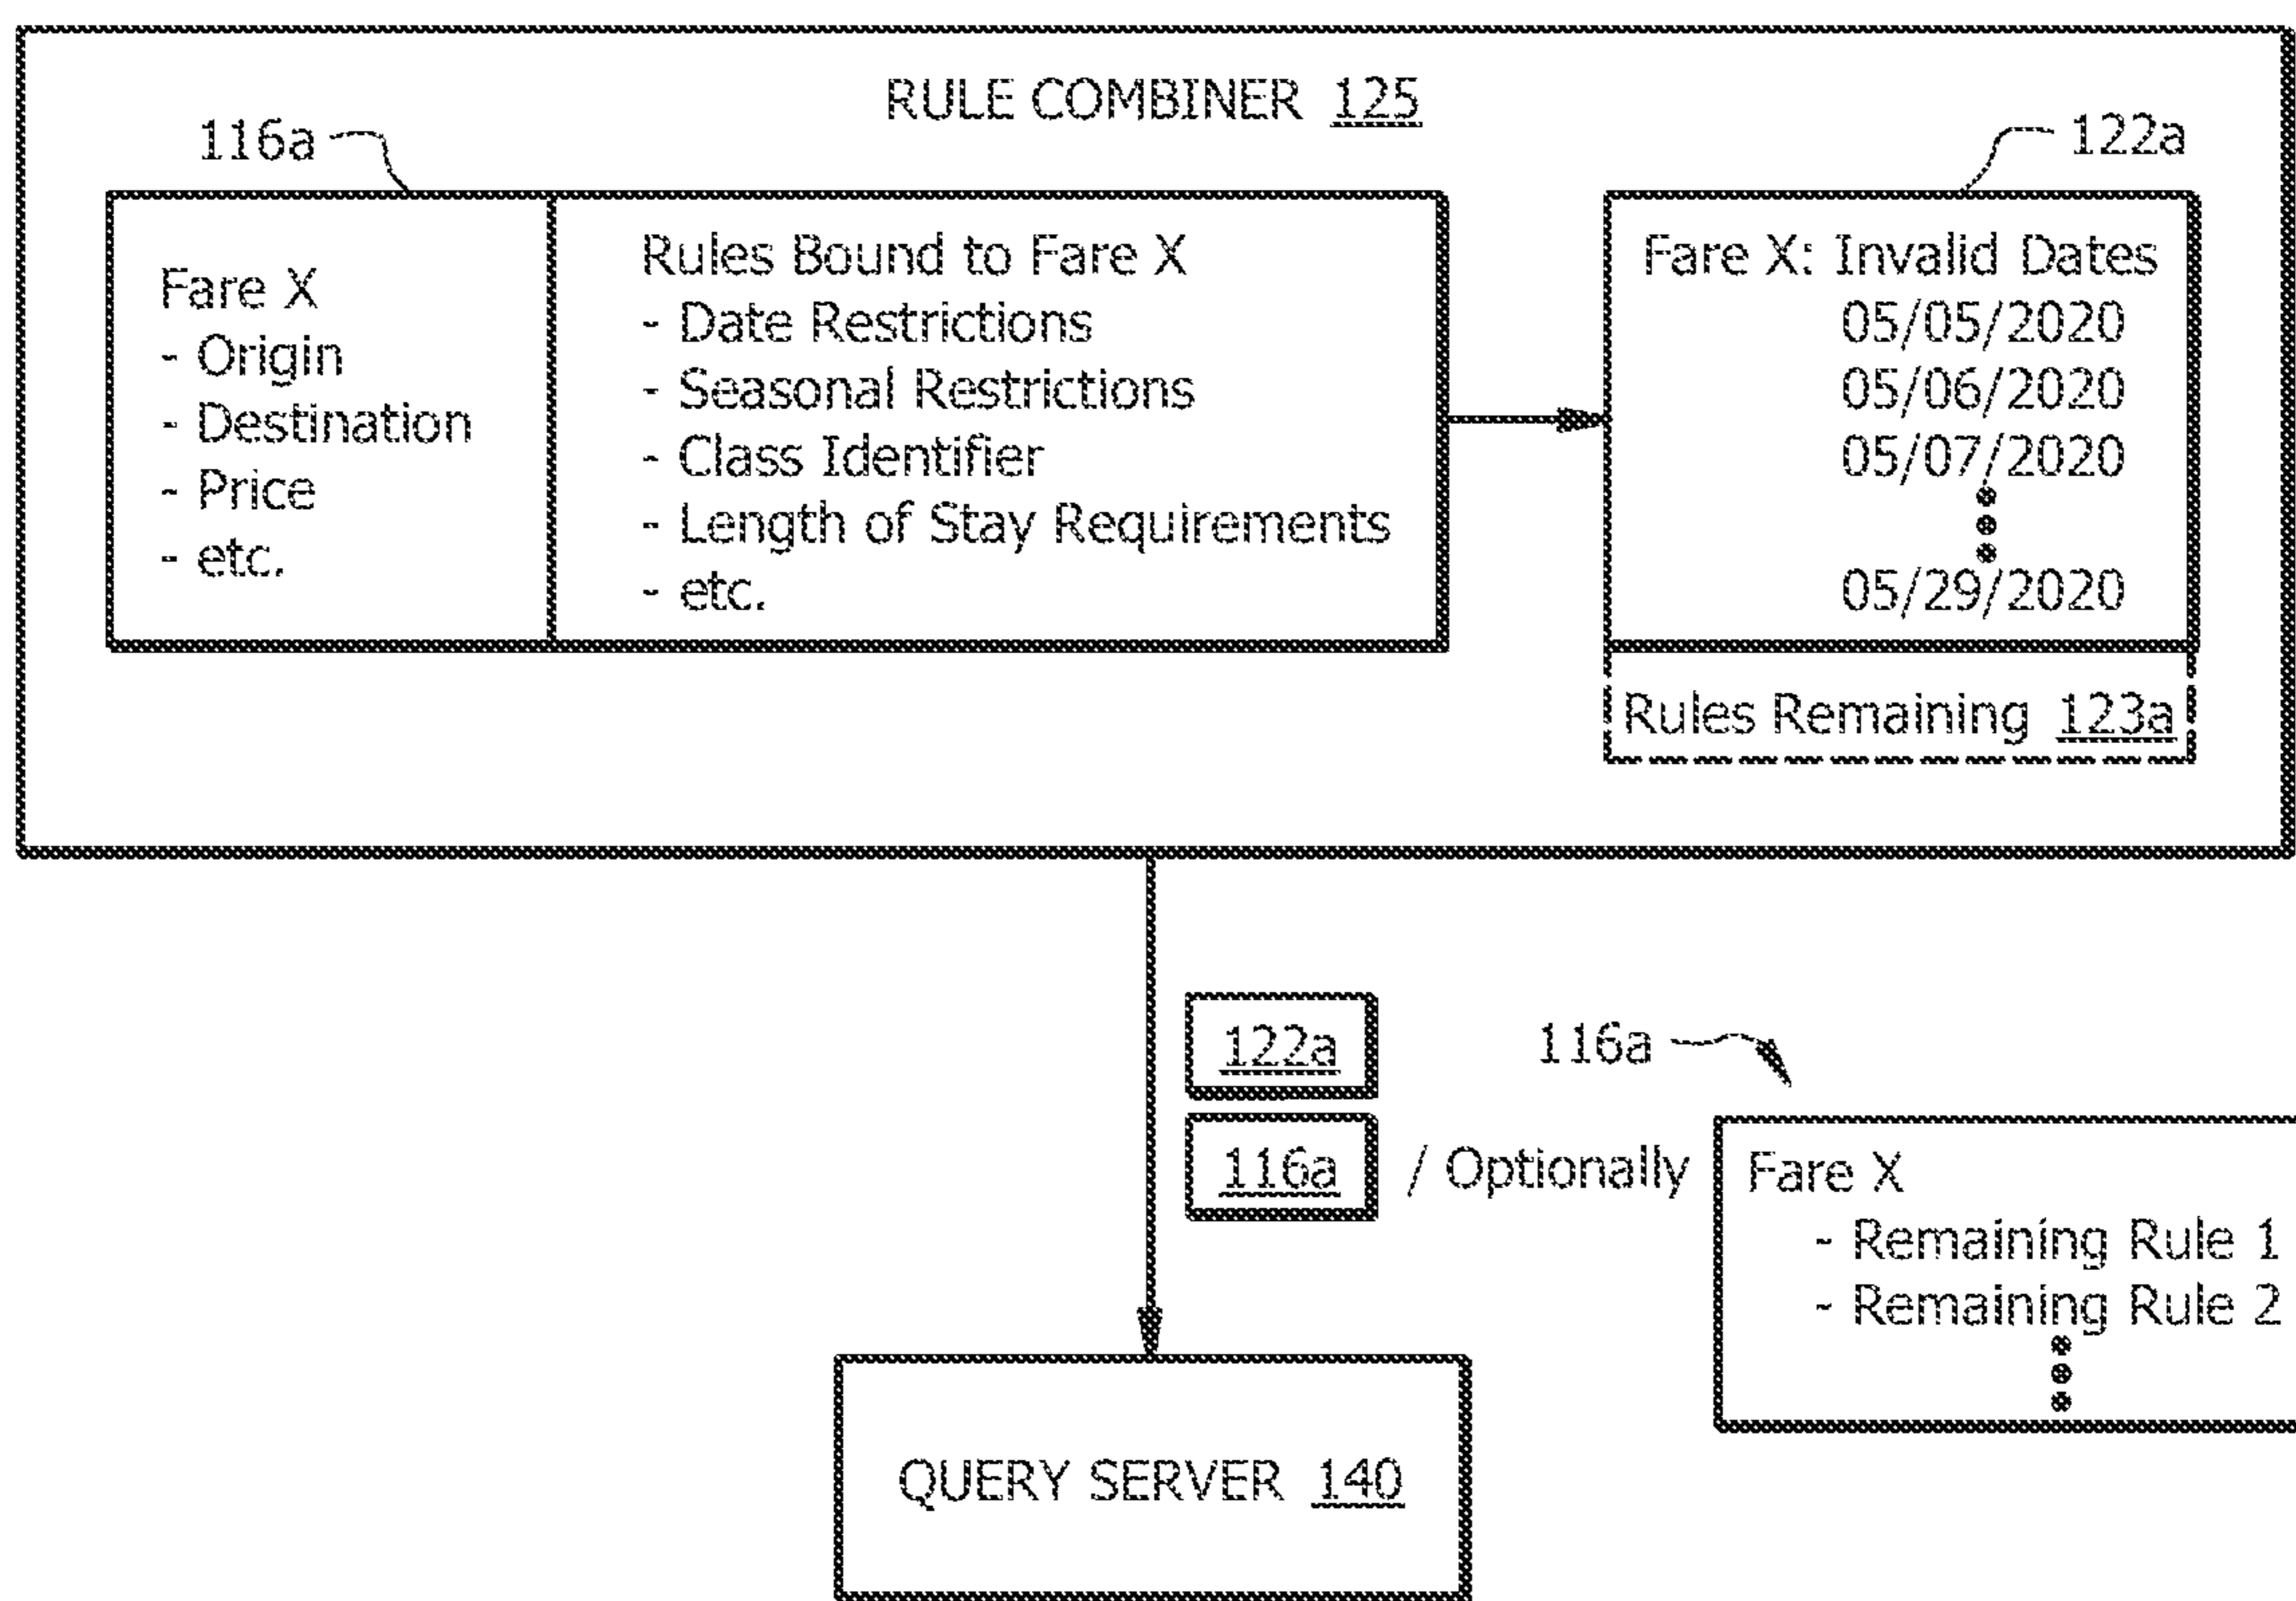 RULE COMBINER 125
116a
122a
Fare X
- Origin
- Destination
- Price
- etc.
Rules Bound to Fare X
- Date Restrictions
- Seasonal Restrictions
- Class Identifier
- Length of Stay Requirements
- etc.
Fare X: Invalid Dates
05/05/2020
05/06/2020
05/07/2020
05/29/2020
Rules Remaining 123a
122a
116a / Optionally
116a
Fare X
- Remaining Rule 1
- Remaining Rule 2
QUERY SERVER 140